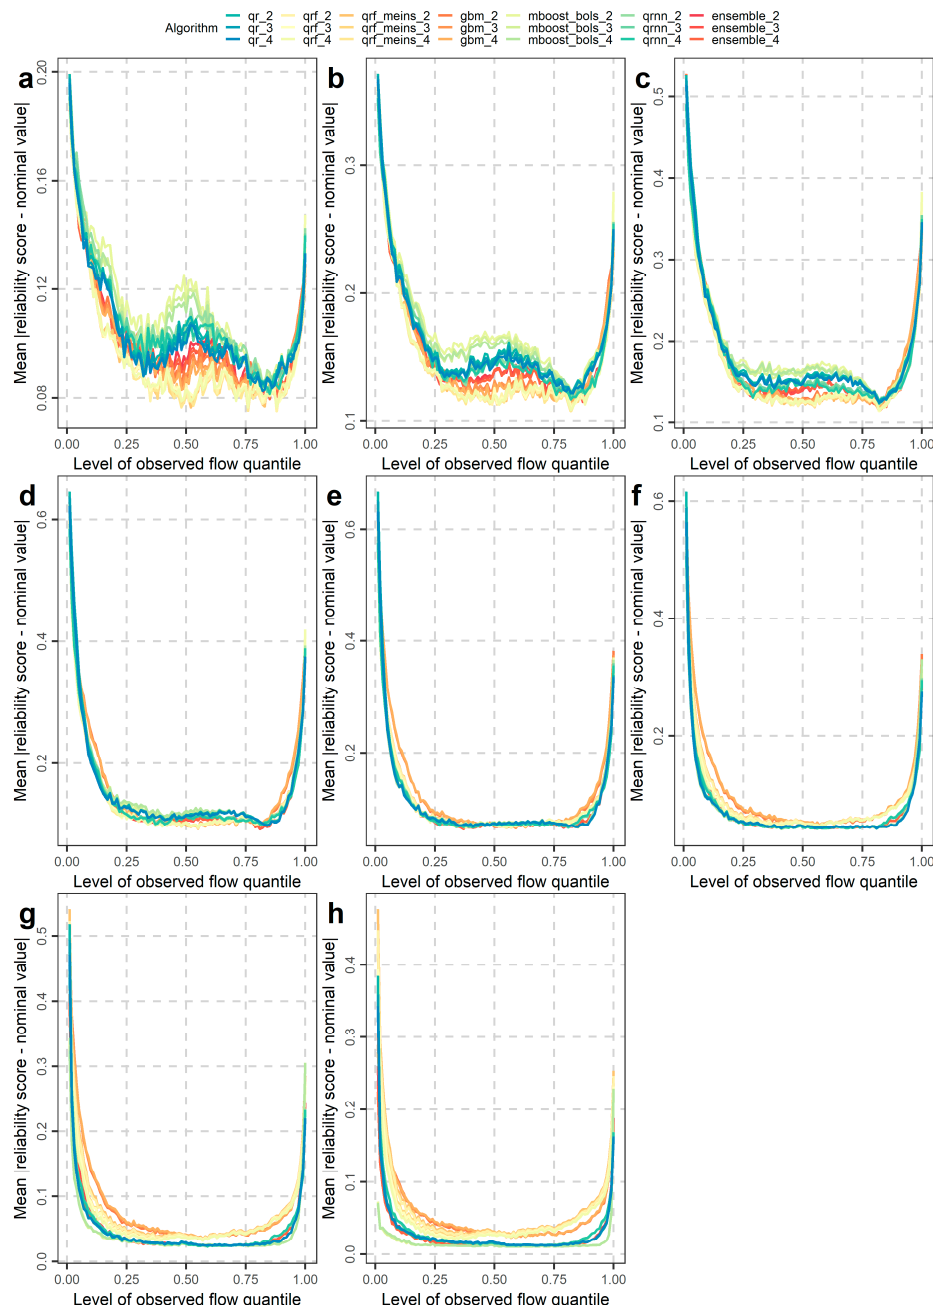 Algorithm
qr_2 qrf_2 qrf_meins_2 gbm_2 mboost_bols_2 qrnn_2 ensemble_2
qr_3 qrf_3 qrf_meins_3 gbm_3 mboost_bols_3 qrnn_3 ensemble_3
qr_4 qrf_4 qrf_meins_4 gbm_4 mboost_bols_4 qrnn_4 ensemble_4
a
Mean |reliability score - nominal value|
0.20
0.16
0.12
0.08
0.00 0.25 0.50 0.75 1.00
Level of observed flow quantile
b
Mean |reliability score - nominal value|
0.3
0.2
0.1
0.00 0.25 0.50 0.75 1.00
Level of observed flow quantile
c
Mean |reliability score - nominal value|
0.5
0.4
0.3
0.2
0.1
0.00 0.25 0.50 0.75 1.00
Level of observed flow quantile
d
Mean |reliability score - nominal value|
0.6
0.4
0.2
0.00 0.25 0.50 0.75 1.00
Level of observed flow quantile
e
Mean |reliability score - nominal value|
0.6
0.4
0.2
0.00 0.25 0.50 0.75 1.00
Level of observed flow quantile
f
Mean |reliability score - nominal value|
0.6
0.4
0.2
0.00 0.25 0.50 0.75 1.00
Level of observed flow quantile
g
Mean |reliability score - nominal value|
0.5
0.4
0.3
0.2
0.1
0.0
0.00 0.25 0.50 0.75 1.00
Level of observed flow quantile
h
Mean |reliability score - nominal value|
0.4
0.3
0.2
0.1
0.0
0.00 0.25 0.50 0.75 1.00
Level of observed flow quantile